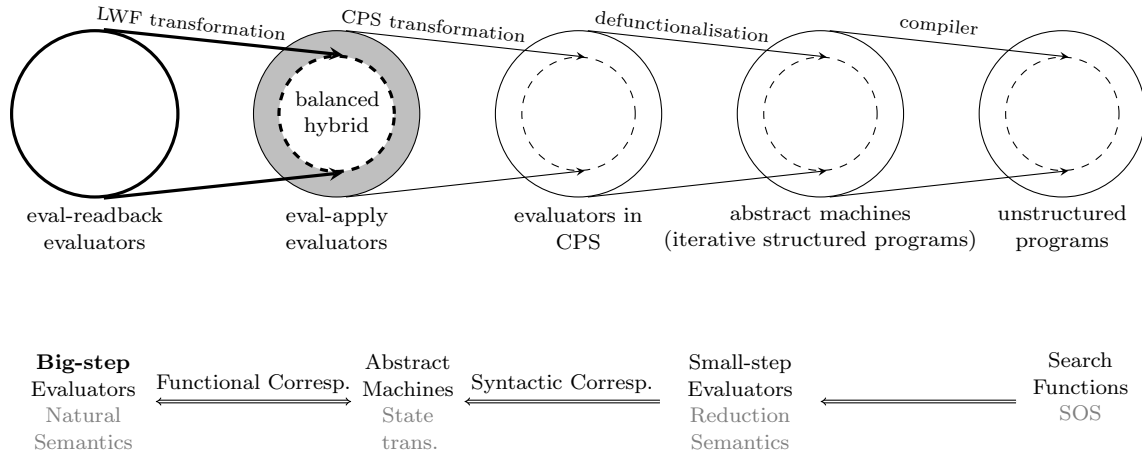 LWF transformation
CPS transformation
defunctionalisation
compiler
balanced
hybrid
eval-readback
evaluators
eval-apply
evaluators
evaluators in
CPS
abstract machines
(iterative structured programs)
unstructured
programs
Big-step
Evaluators
Natural
Semantics
Functional Corresp.
Abstract
Machines
State
trans.
Syntactic Corresp.
Small-step
Evaluators
Reduction
Semantics
Search
Functions
SOS